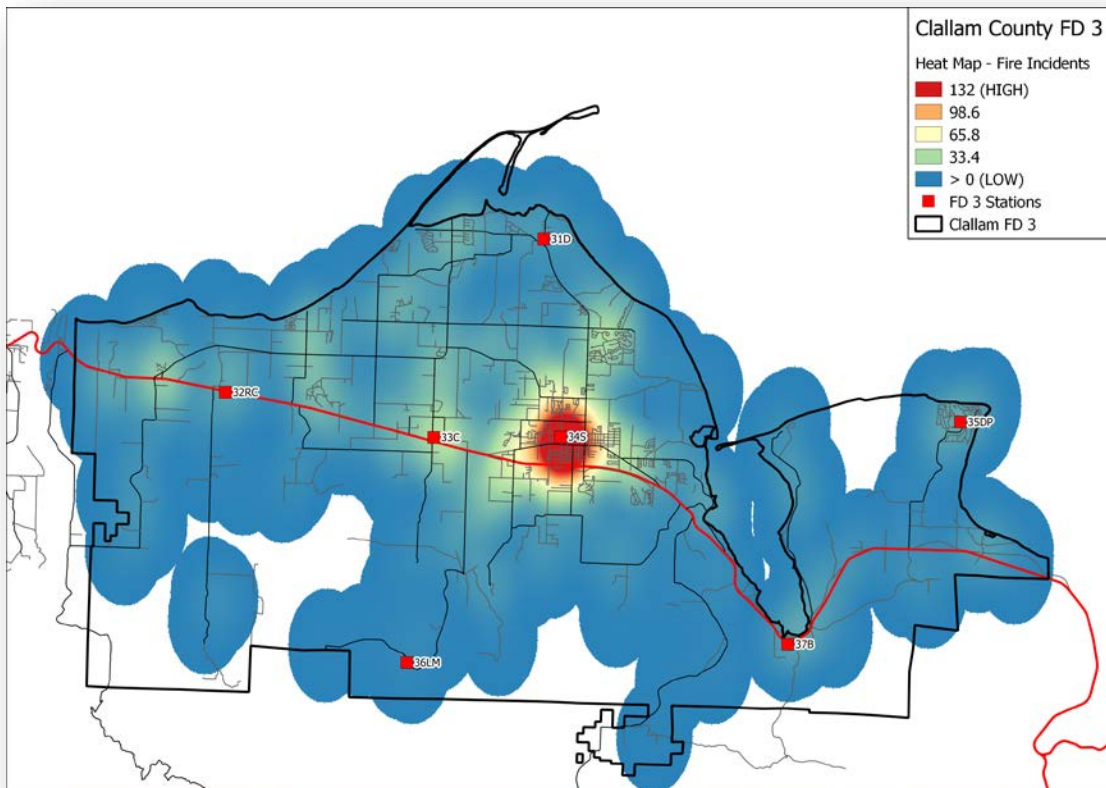 Clallam County FD 3
Heat Map - Fire Incidents
132 (HIGH)
98.6
65.8
33.4
> 0 (LOW)
FD 3 Stations
Clallam FD 3
31D
32RC
33C
34S
35DP
36LM
37B